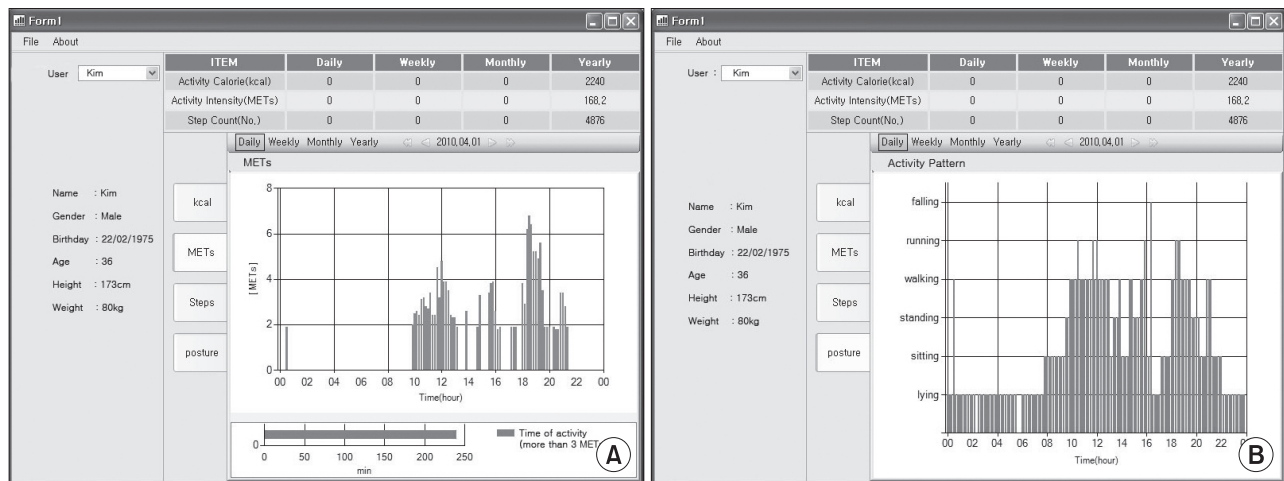 Form1
File About
User Kim
ITEM Daily Weekly Monthly Yearly
Activity Calorie(kcal) 0 0 0 2240
Activity Intensity(METs) 0 0 0 168,2
Step Count(No,) 0 0 0 4876
Daily Weekly Monthly Yearly 2010,04,01
METs
Name : Kim
Gender : Male
Birthday : 22/02/1975
Age : 36
Height : 173cm
Weight : 80kg
kcal
METs
Steps
posture
[METs]
8
6
4
2
0
00 02 04 06 08 10 12 14 16 18 20 22 00
Time(hour)
0
0 50 100 150 200 250
min
Time of activity
(more than 3 MET
A
Form1
File About
User : Kim
ITEM Daily Weekly Monthly Yearly
Activity Calorie(kcal) 0 0 0 2240
Activity Intensity(METs) 0 0 0 168,2
Step Count(No,) 0 0 0 4876
Daily Weekly Monthly Yearly 2010,04,01
Activity Pattern
Name : Kim
Gender : Male
Birthday : 22/02/1975
Age : 36
Height : 173cm
Weight : 80kg
kcal
METs
Steps
posture
falling
running
walking
standing
sitting
lying
00 02 04 06 08 10 12 14 16 18 20 22
Time(hour)
B